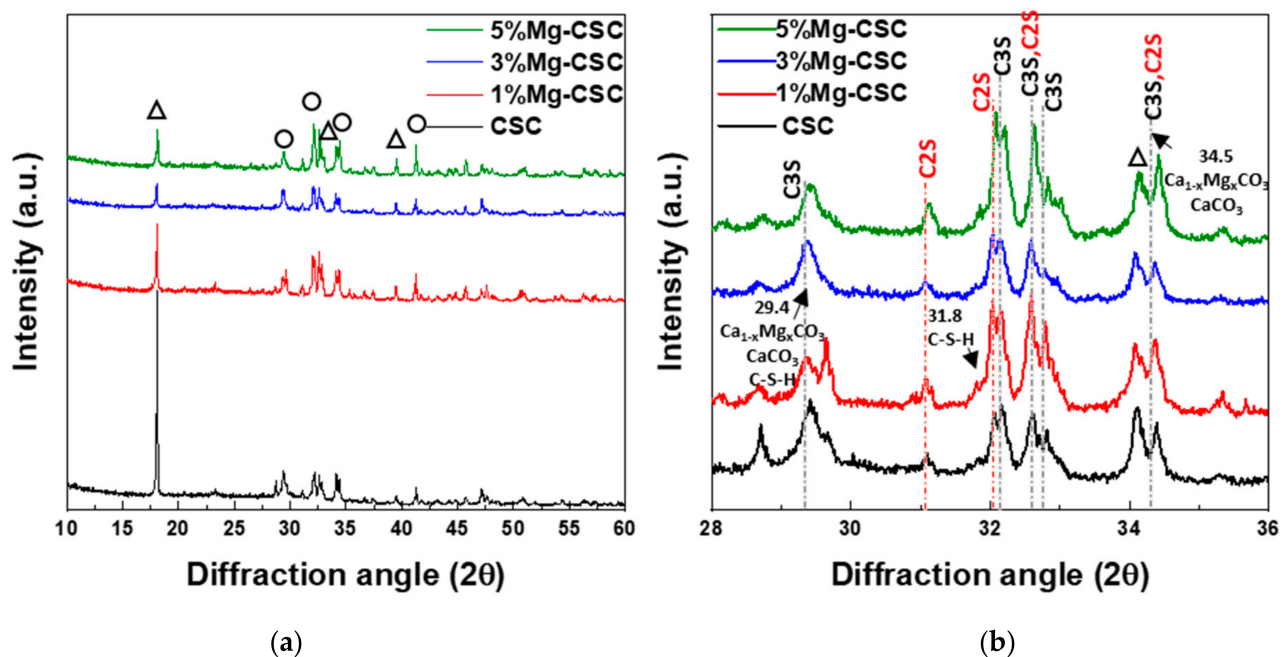 5%Mg-CSC
3%Mg-CSC
1%Mg-CSC
CSC
Δ
Δ
Δ
Intensity (a.u.)
10 15 20 25 30 35 40 45 50 55 60
Diffraction angle (2θ)
(a)
5%Mg-CSC
3%Mg-CSC
1%Mg-CSC
CSC
C3S
C2S
C2S
C3S
C3S,C2S
C3S
Δ
C3S,C2S
34.5
Ca1-xMgxCO3
CaCO3
29.4
Ca1-xMgxCO3
CaCO3
C-S-H
31.8
C-S-H
Intensity (a.u.)
28 30 32 34 36
Diffraction angle (2θ)
(b)